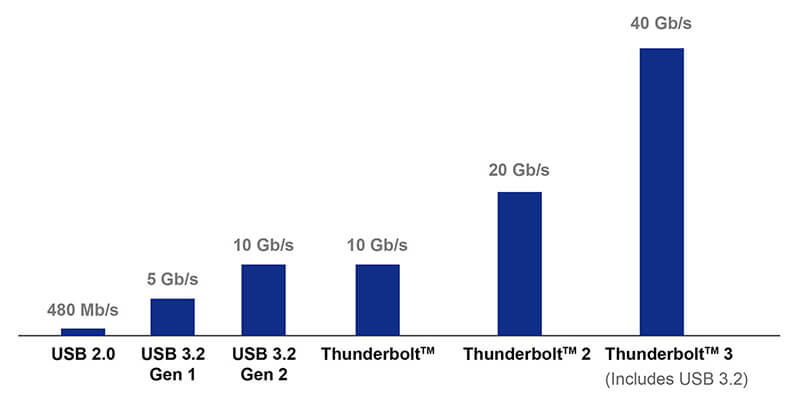 40 Gb/s
20 Gb/s
10 Gb/s
10 Gb/s
5 Gb/s
480 Mb/s
USB 2.0
USB 3.2
Gen 1
USB 3.2
Gen 2
Thunderbolt™
Thunderbolt™ 2
Thunderbolt™ 3
(Includes USB 3.2)